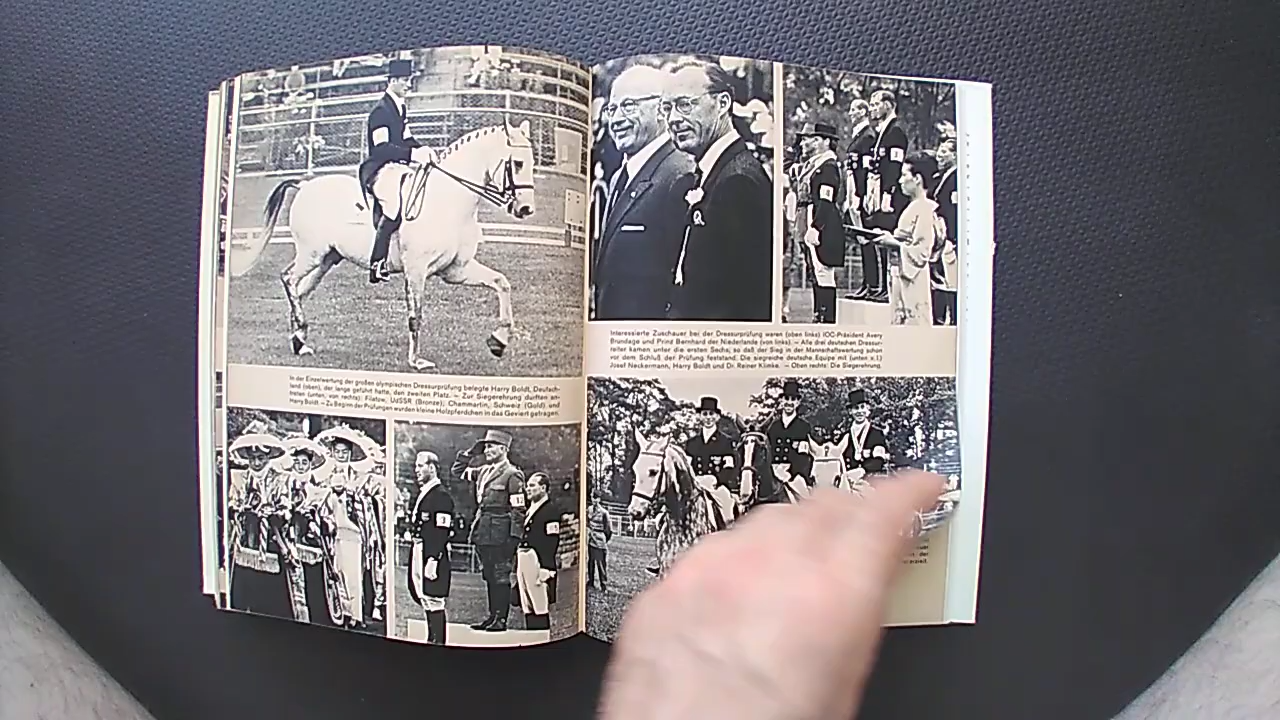 In der Einzelwertung der großen olympischen Dressurprüfung belegte Harry Boldt, Deutsch-
land (oben), der lange geführt hatte, den zweiten Platz. – Zur Siegerehrung durften an-
treten (unten, von rechts): Filatow, UdSSR (Bronze), Chammartin, Schweiz (Gold) und
Harry Boldt. – Zu Beginn der Prüfungen wurden kleine Holzpferdchen in das Geviert getragen.
Interessierte Zuschauer bei der Dressurprüfung waren (oben links) IOC-Präsident Avery
Brundage und Prinz Bernhard der Niederlande (von links). – Alle drei deutschen Dressur-
reiter kamen unter die ersten Sechs, so daß der Sieg in der Mannschaftswertung schon
vor dem Schluß der Prüfung feststand. Die siegreiche deutsche Equipe mit (unten v.l.)
Josef Neckermann, Harry Boldt und Dr. Reiner Klimke. – Oben rechts: Die Siegerehrung.
der